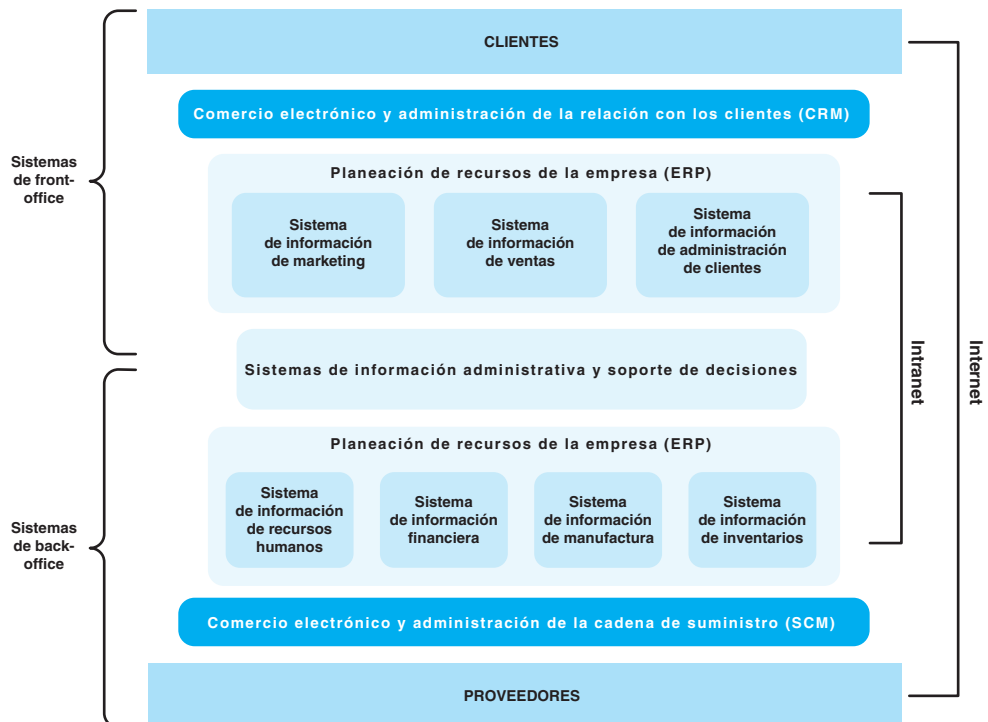 CLIENTES
Comercio electrónico y administración de la relación con los clientes (CRM)
Sistemas
de front-
office
Planeación de recursos de la empresa (ERP)
Sistema
de información
de marketing
Sistema
de información
de ventas
Sistema
de información
de administración
de clientes
Sistemas de información administrativa y soporte de decisiones
Intranet
Internet
Planeación de recursos de la empresa (ERP)
Sistemas
de back-
office
Sistema
de información
de recursos
humanos
Sistema
de información
financiera
Sistema
de información
de manufactura
Sistema
de información
de inventarios
Comercio electrónico y administración de la cadena de suministro (SCM)
PROVEEDORES